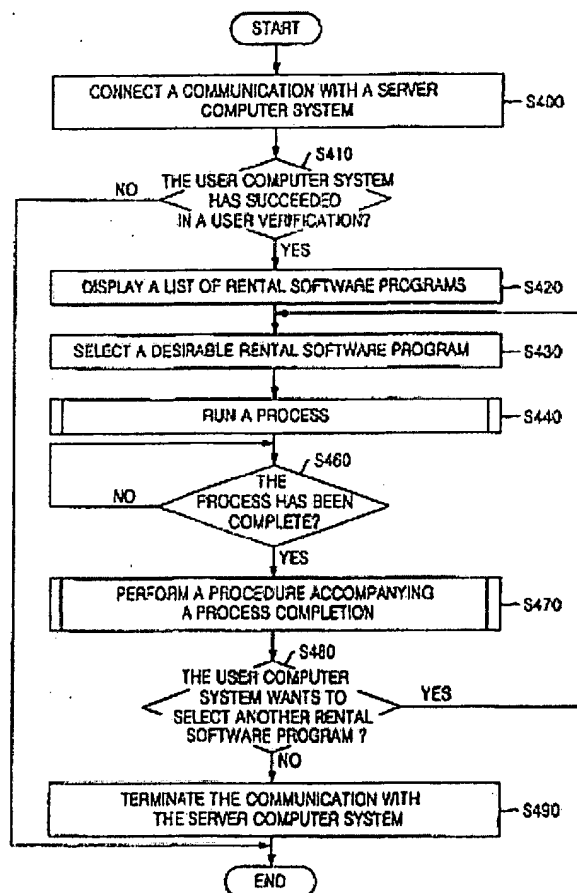 START
CONNECT A COMMUNICATION WITH A SERVER
COMPUTER SYSTEM
S400
S410
NO
THE USER COMPUTER SYSTEM
HAS SUCCEEDED
IN A USER VERIFICATION?
YES
DISPLAY A LIST OF RENTAL SOFTWARE PROGRAMS
S420
SELECT A DESIRABLE RENTAL SOFTWARE PROGRAM
S430
RUN A PROCESS
S440
S460
NO
THE
PROCESS HAS BEEN
COMPLETE?
YES
PERFORM A PROCEDURE ACCOMPANYING
A PROCESS COMPLETION
S470
S480
THE USER COMPUTER
SYSTEM WANTS TO
SELECT ANOTHER RENTAL
SOFTWARE PROGRAM ?
YES
NO
TERMINATE THE COMMUNICATION WITH
THE SERVER COMPUTER SYSTEM
S490
END